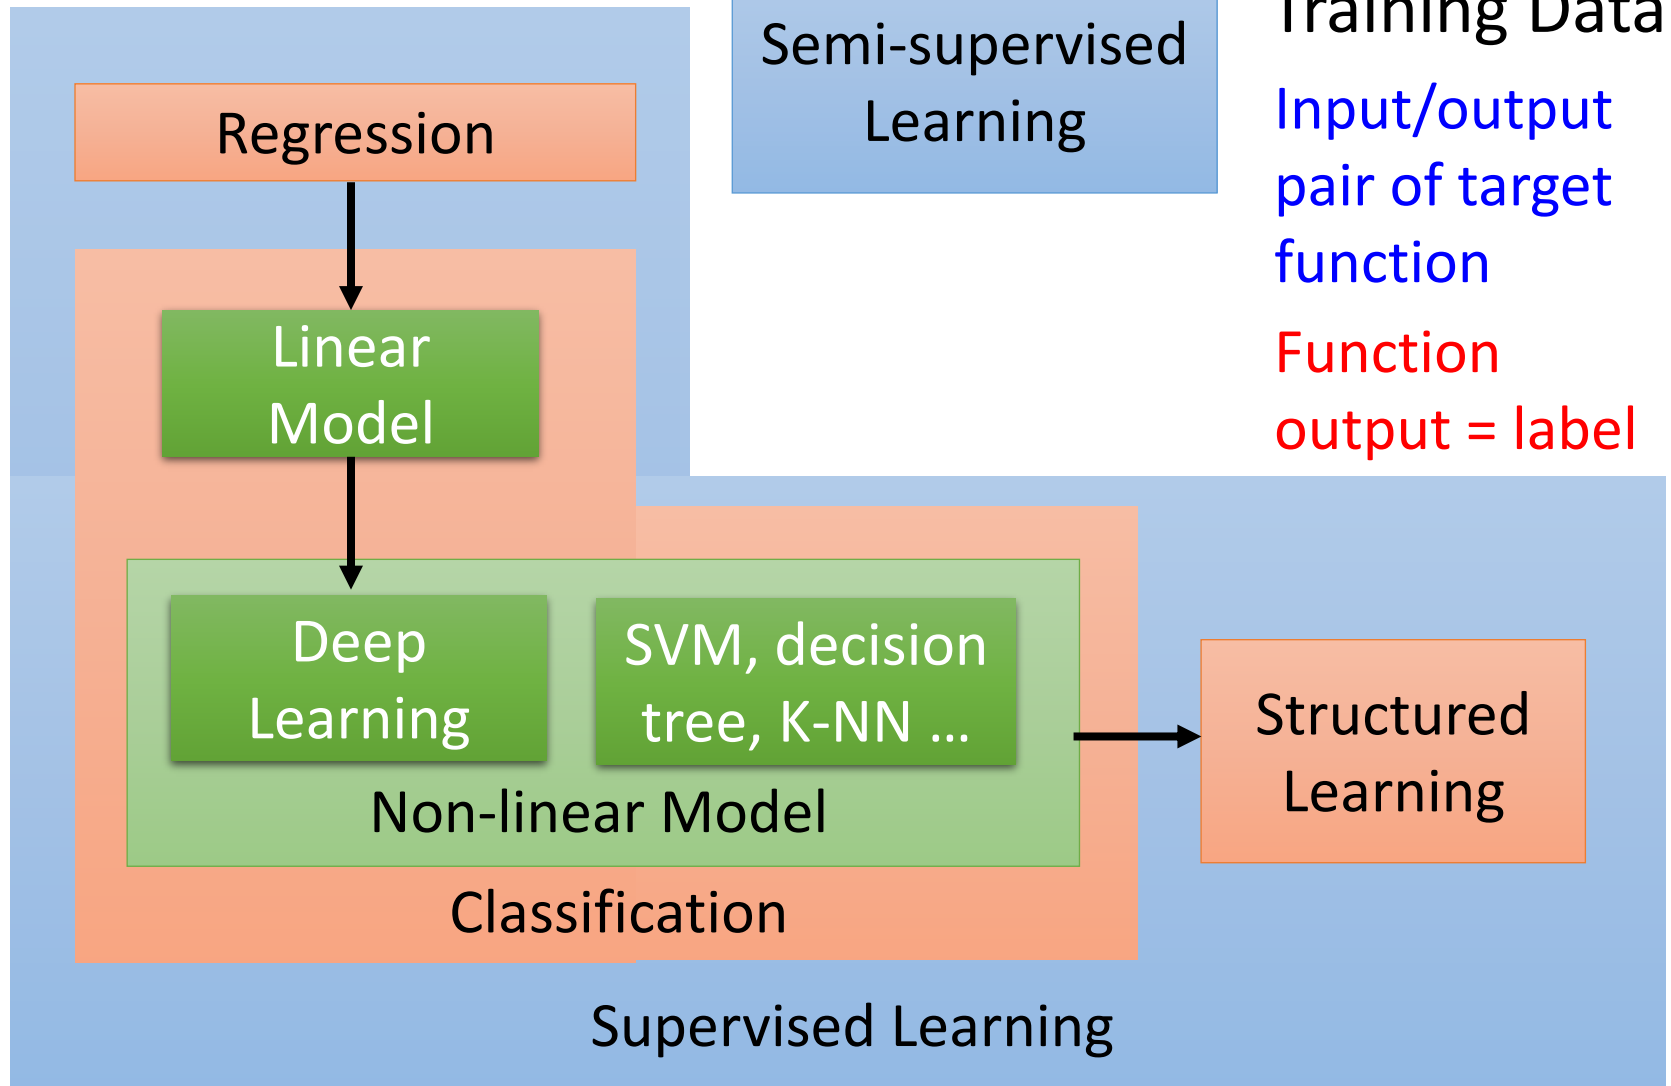 Semi-supervised
Learning
Training Data
Input/output
pair of target
function
Function
output = label
Regression
Linear
Model
Deep
Learning
SVM, decision
tree, K-NN ...
Non-linear Model
Classification
Structured
Learning
Supervised Learning